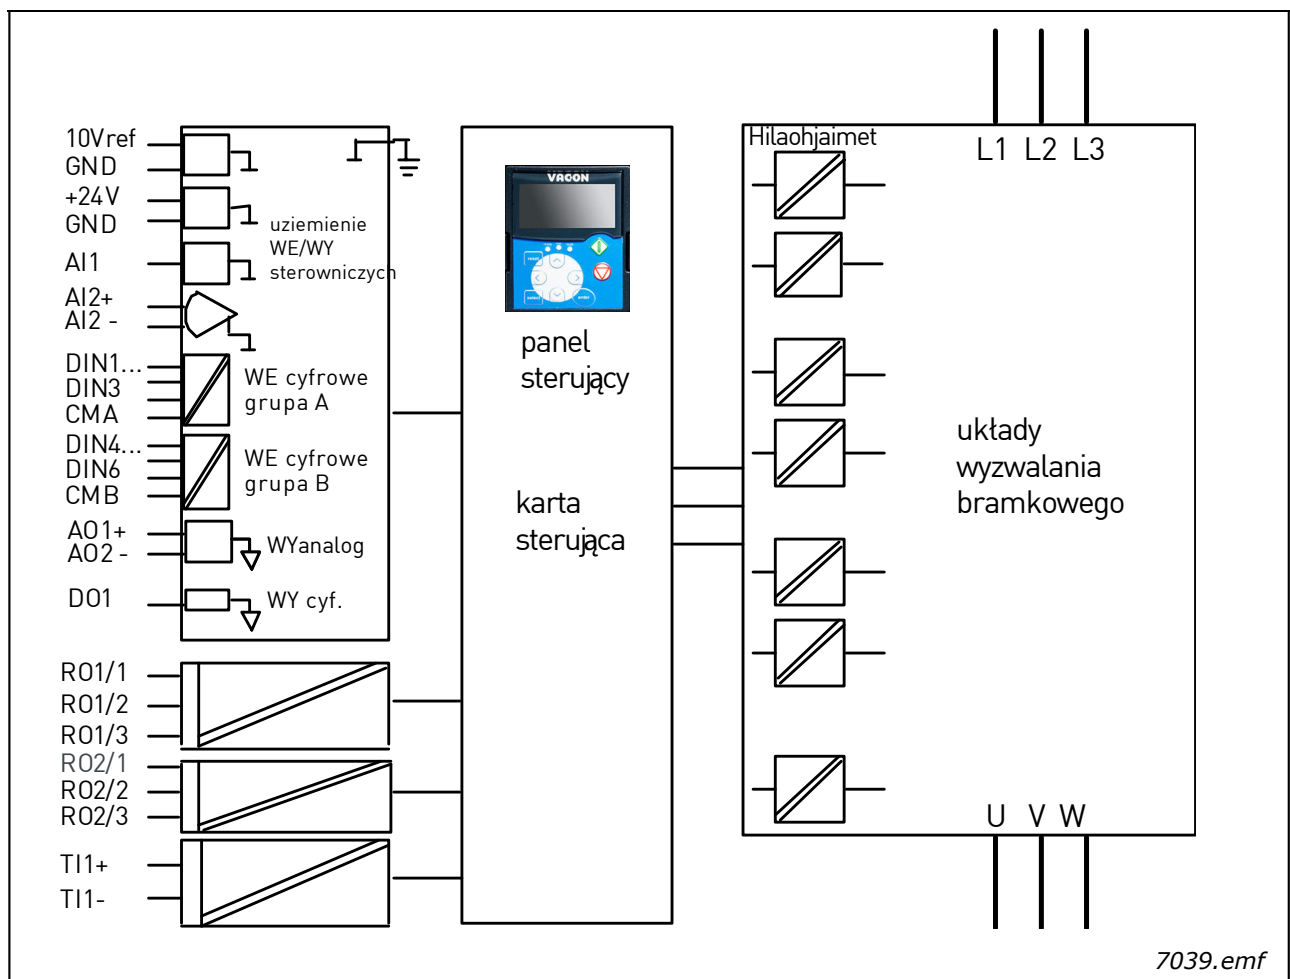 10Vref
GND
+24V
GND
AI1
AI2+
AI2 -
DIN1...
DIN3
CMA
DIN4...
DIN6
CMB
AO1+
AO2 -
DO1
RO1/1
RO1/2
RO1/3
RO2/1
RO2/2
RO2/3
TI1+
TI1-
uziemienie
WE/WY
sterowniczych
WE cyfrowe
grupa A
WE cyfrowe
grupa B
WYanalog
WY cyf.
VACON
reset
select
enter
panel
sterujący
karta
sterująca
Hilaohjaimet
L1 L2 L3
układy
wyzwalania
bramkowego
U V W
7039.emf